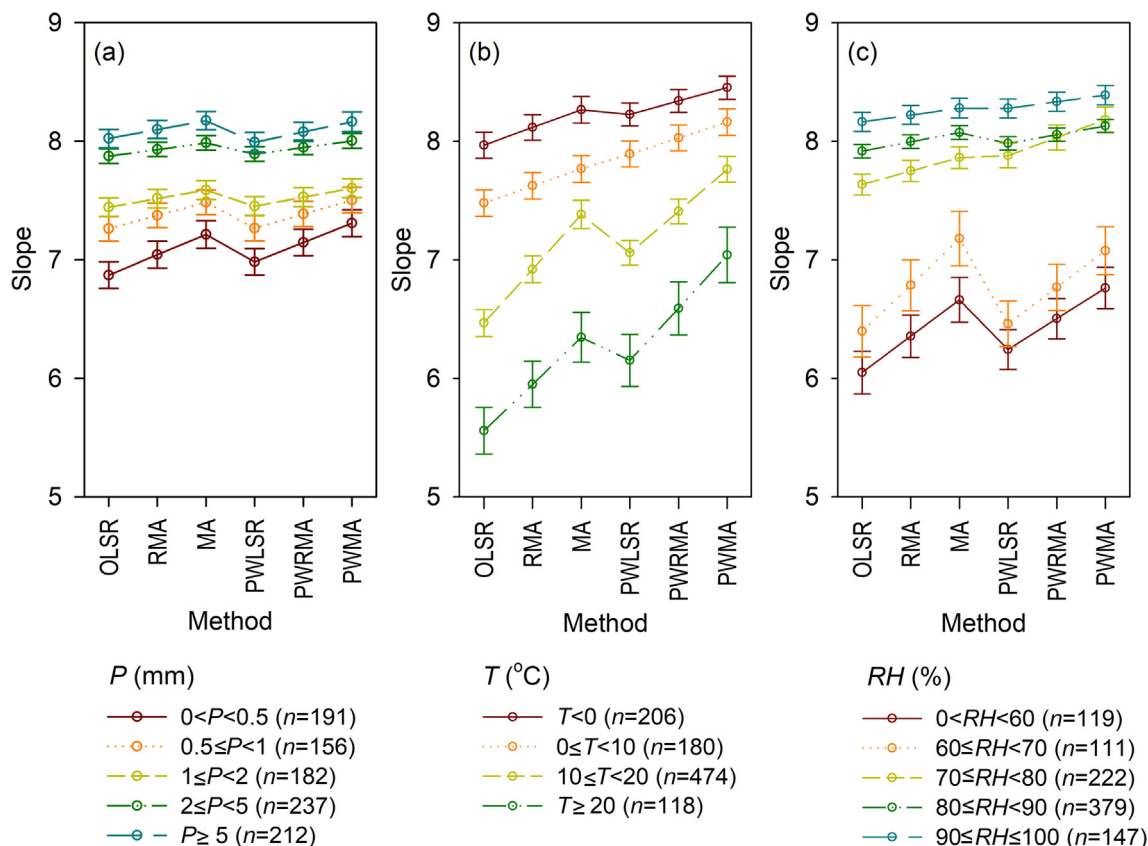 (a)
9
8
7
6
5
Slope
OLSR
RMA
MA
PWLSR
PWRMA
PWMA
Method
(b)
9
8
7
6
5
Slope
OLSR
RMA
MA
PWLSR
PWRMA
PWMA
Method
(c)
9
8
7
6
5
Slope
OLSR
RMA
MA
PWLSR
PWRMA
PWMA
Method
P (mm)
0<P<0.5 (n=191)
0.5≤P<1 (n=156)
1≤P<2 (n=182)
2≤P<5 (n=237)
P≥ 5 (n=212)
T (°C)
T<0 (n=206)
0≤T<10 (n=180)
10≤T<20 (n=474)
T≥ 20 (n=118)
RH (%)
0<RH<60 (n=119)
60≤RH<70 (n=111)
70≤RH<80 (n=222)
80≤RH<90 (n=379)
90≤RH≤100 (n=147)